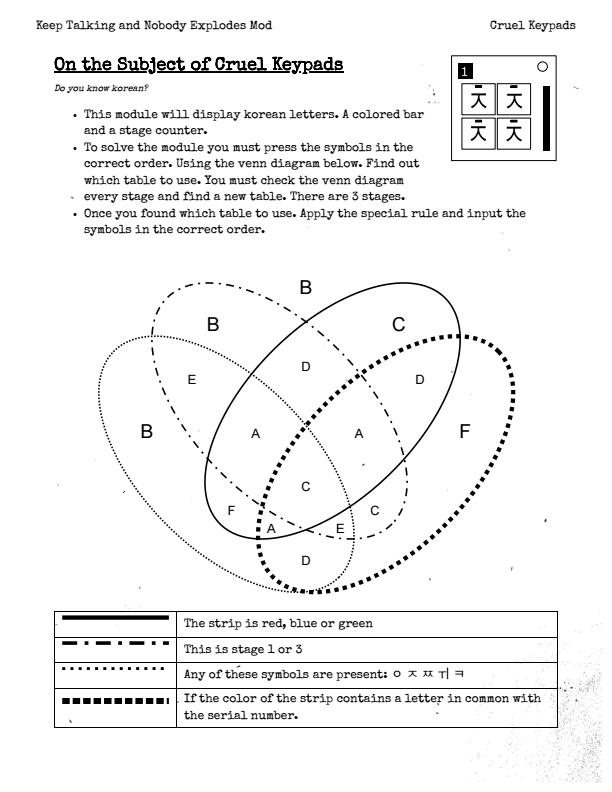 Keep Talking and Nobody Explodes Mod
Cruel Keypads
On the Subject of Cruel Keypads
Do you know korean?
1
ㅊ ㅊ
ㅊ ㅊ
• This module will display korean letters. A colored bar
and a stage counter.
• To solve the module you must press the symbols in the
correct order. Using the venn diagram below. Find out
which table to use. You must check the venn diagram
every stage and find a new table. There are 3 stages.
• Once you found which table to use. Apply the special rule and input the
symbols in the correct order.
B
B
C
D
E
D
B
A
A
F
C
F
C
A
E
D
The strip is red, blue or green
This is stage 1 or 3
Any of these symbols are present: ㅇ ㅈ ㅉ ㅟ ㅋ
If the color of the strip contains a letter in common with
the serial number.